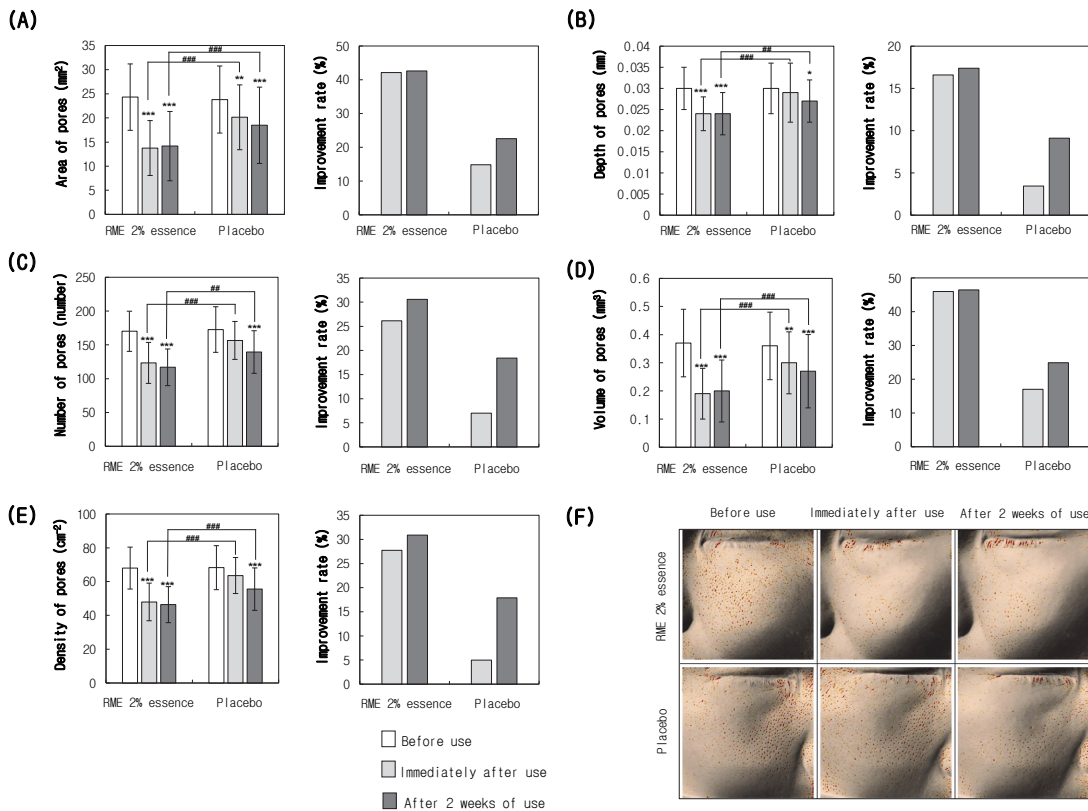 (A)
Area of pores (mm²)
35
30
25
20
15
10
5
0
###
###
***
***
**
***
RME 2% essence
Placebo
Improvement rate (%)
50
40
30
20
10
0
RME 2% essence
Placebo
(B)
Depth of pores (mm)
0.04
0.035
0.03
0.025
0.02
0.015
0.01
0.005
0
##
###
***
***
*
RME 2% essence
Placebo
Improvement rate (%)
20
15
10
5
0
RME 2% essence
Placebo
(C)
Number of pores (number)
250
200
150
100
50
0
##
###
***
***
***
RME 2% essence
Placebo
Improvement rate (%)
35
30
25
20
15
10
5
0
RME 2% essence
Placebo
(D)
Volume of pores (mm³)
0.6
0.5
0.4
0.3
0.2
0.1
0
###
###
***
***
**
***
RME 2% essence
Placebo
Improvement rate (%)
50
40
30
20
10
0
RME 2% essence
Placebo
(E)
Density of pores (cm⁻²)
100
80
60
40
20
0
###
###
***
***
***
RME 2% essence
Placebo
Improvement rate (%)
35
30
25
20
15
10
5
0
RME 2% essence
Placebo
Before use
Immediately after use
After 2 weeks of use
(F)
Before use
Immediately after use
After 2 weeks of use
RME 2% essence
Placebo